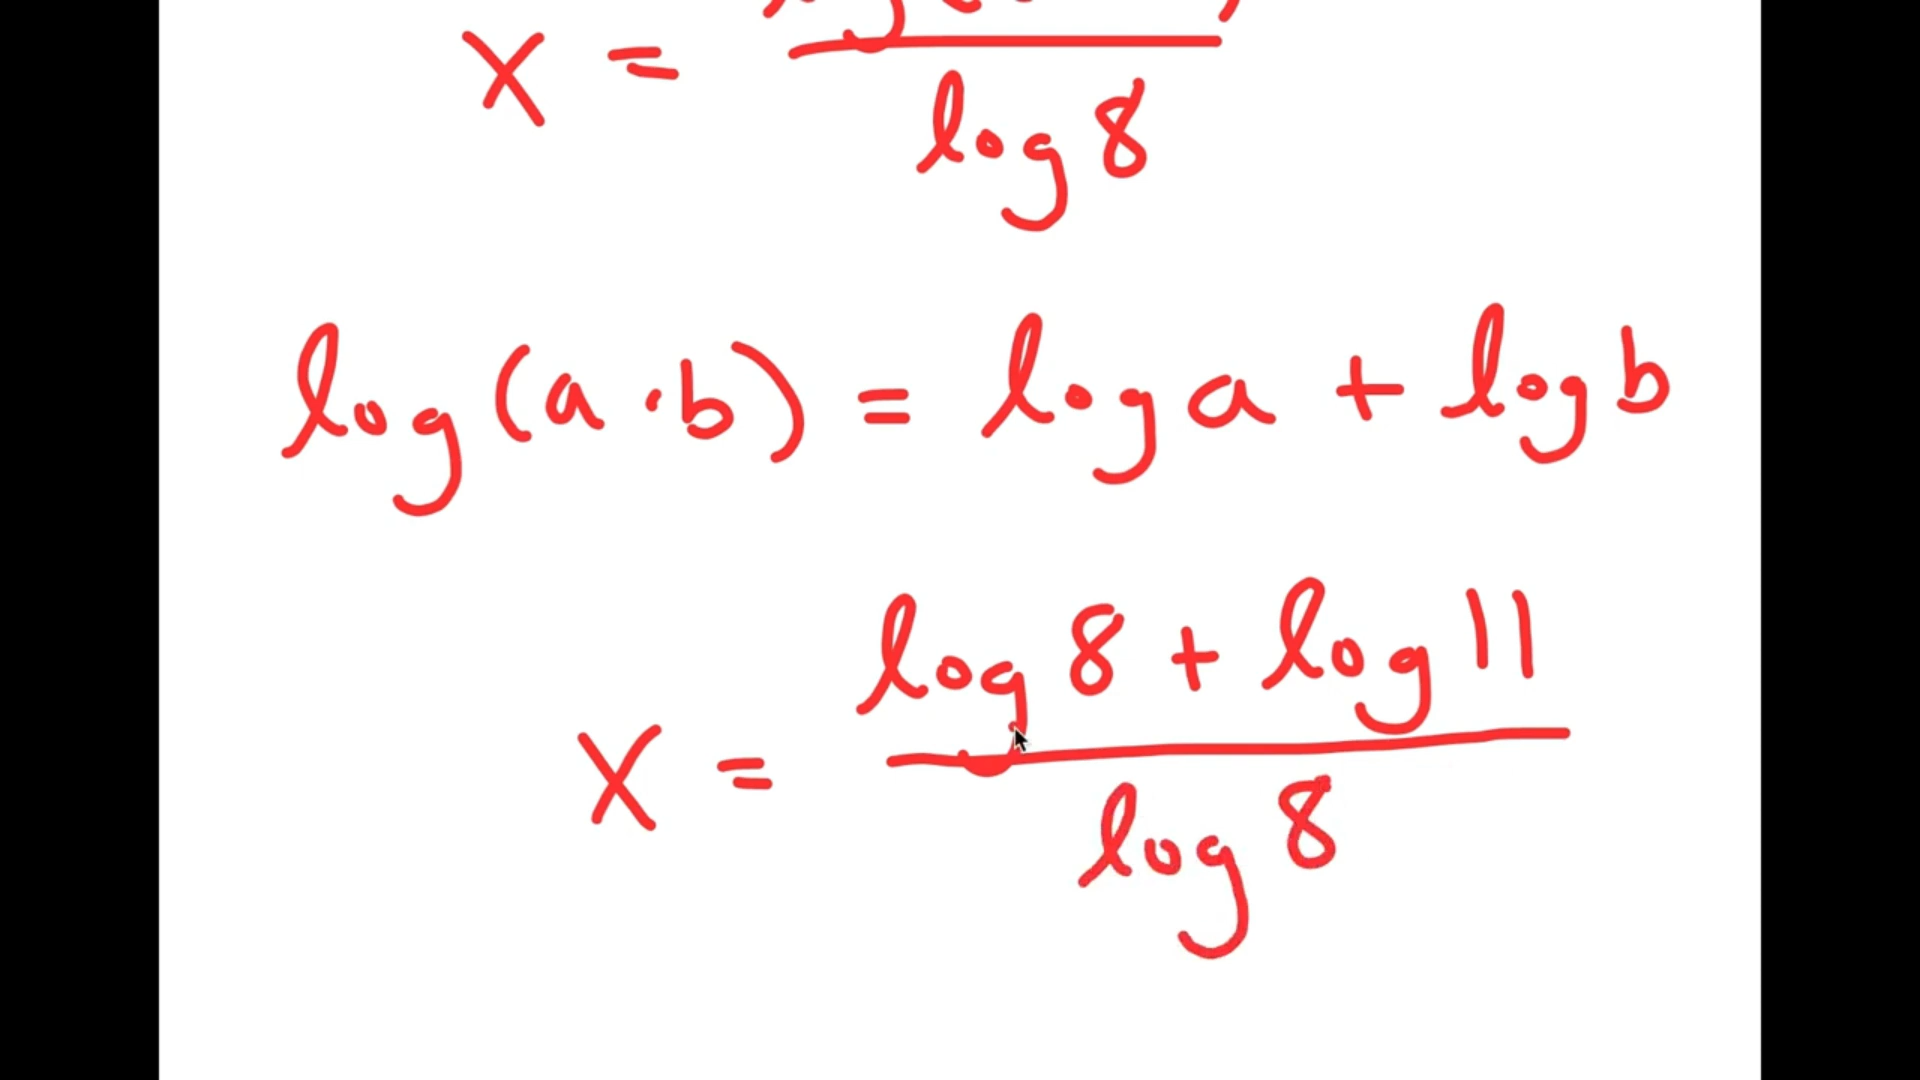 x =
log 8
log(a·b) = log a + log b
log 8 + log 11
x =
log 8